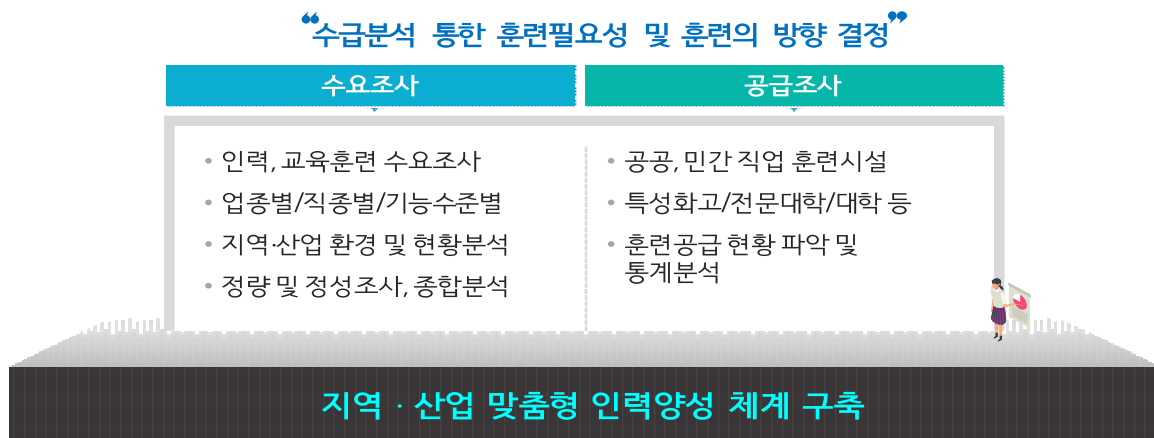 “수급분석 통한 훈련필요성 및 훈련의 방향 결정”
수요조사
공급조사
• 인력, 교육훈련 수요조사
• 업종별/직종별/기능수준별
• 지역·산업 환경 및 현황분석
• 정량 및 정성조사, 종합분석
• 공공, 민간 직업 훈련시설
• 특성화고/전문대학/대학 등
• 훈련공급 현황 파악 및
통계분석
지역 · 산업 맞춤형 인력양성 체계 구축